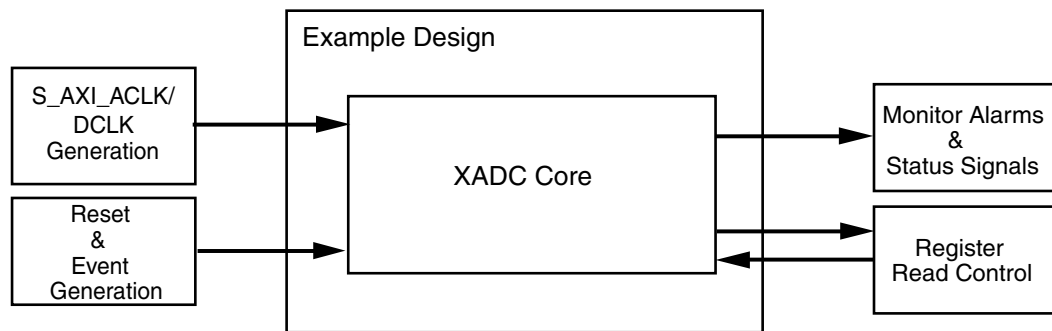 Example Design
S_AXI_ACLK/
DCLK
Generation
Reset
&
Event
Generation
XADC Core
Monitor Alarms
&
Status Signals
Register
Read Control